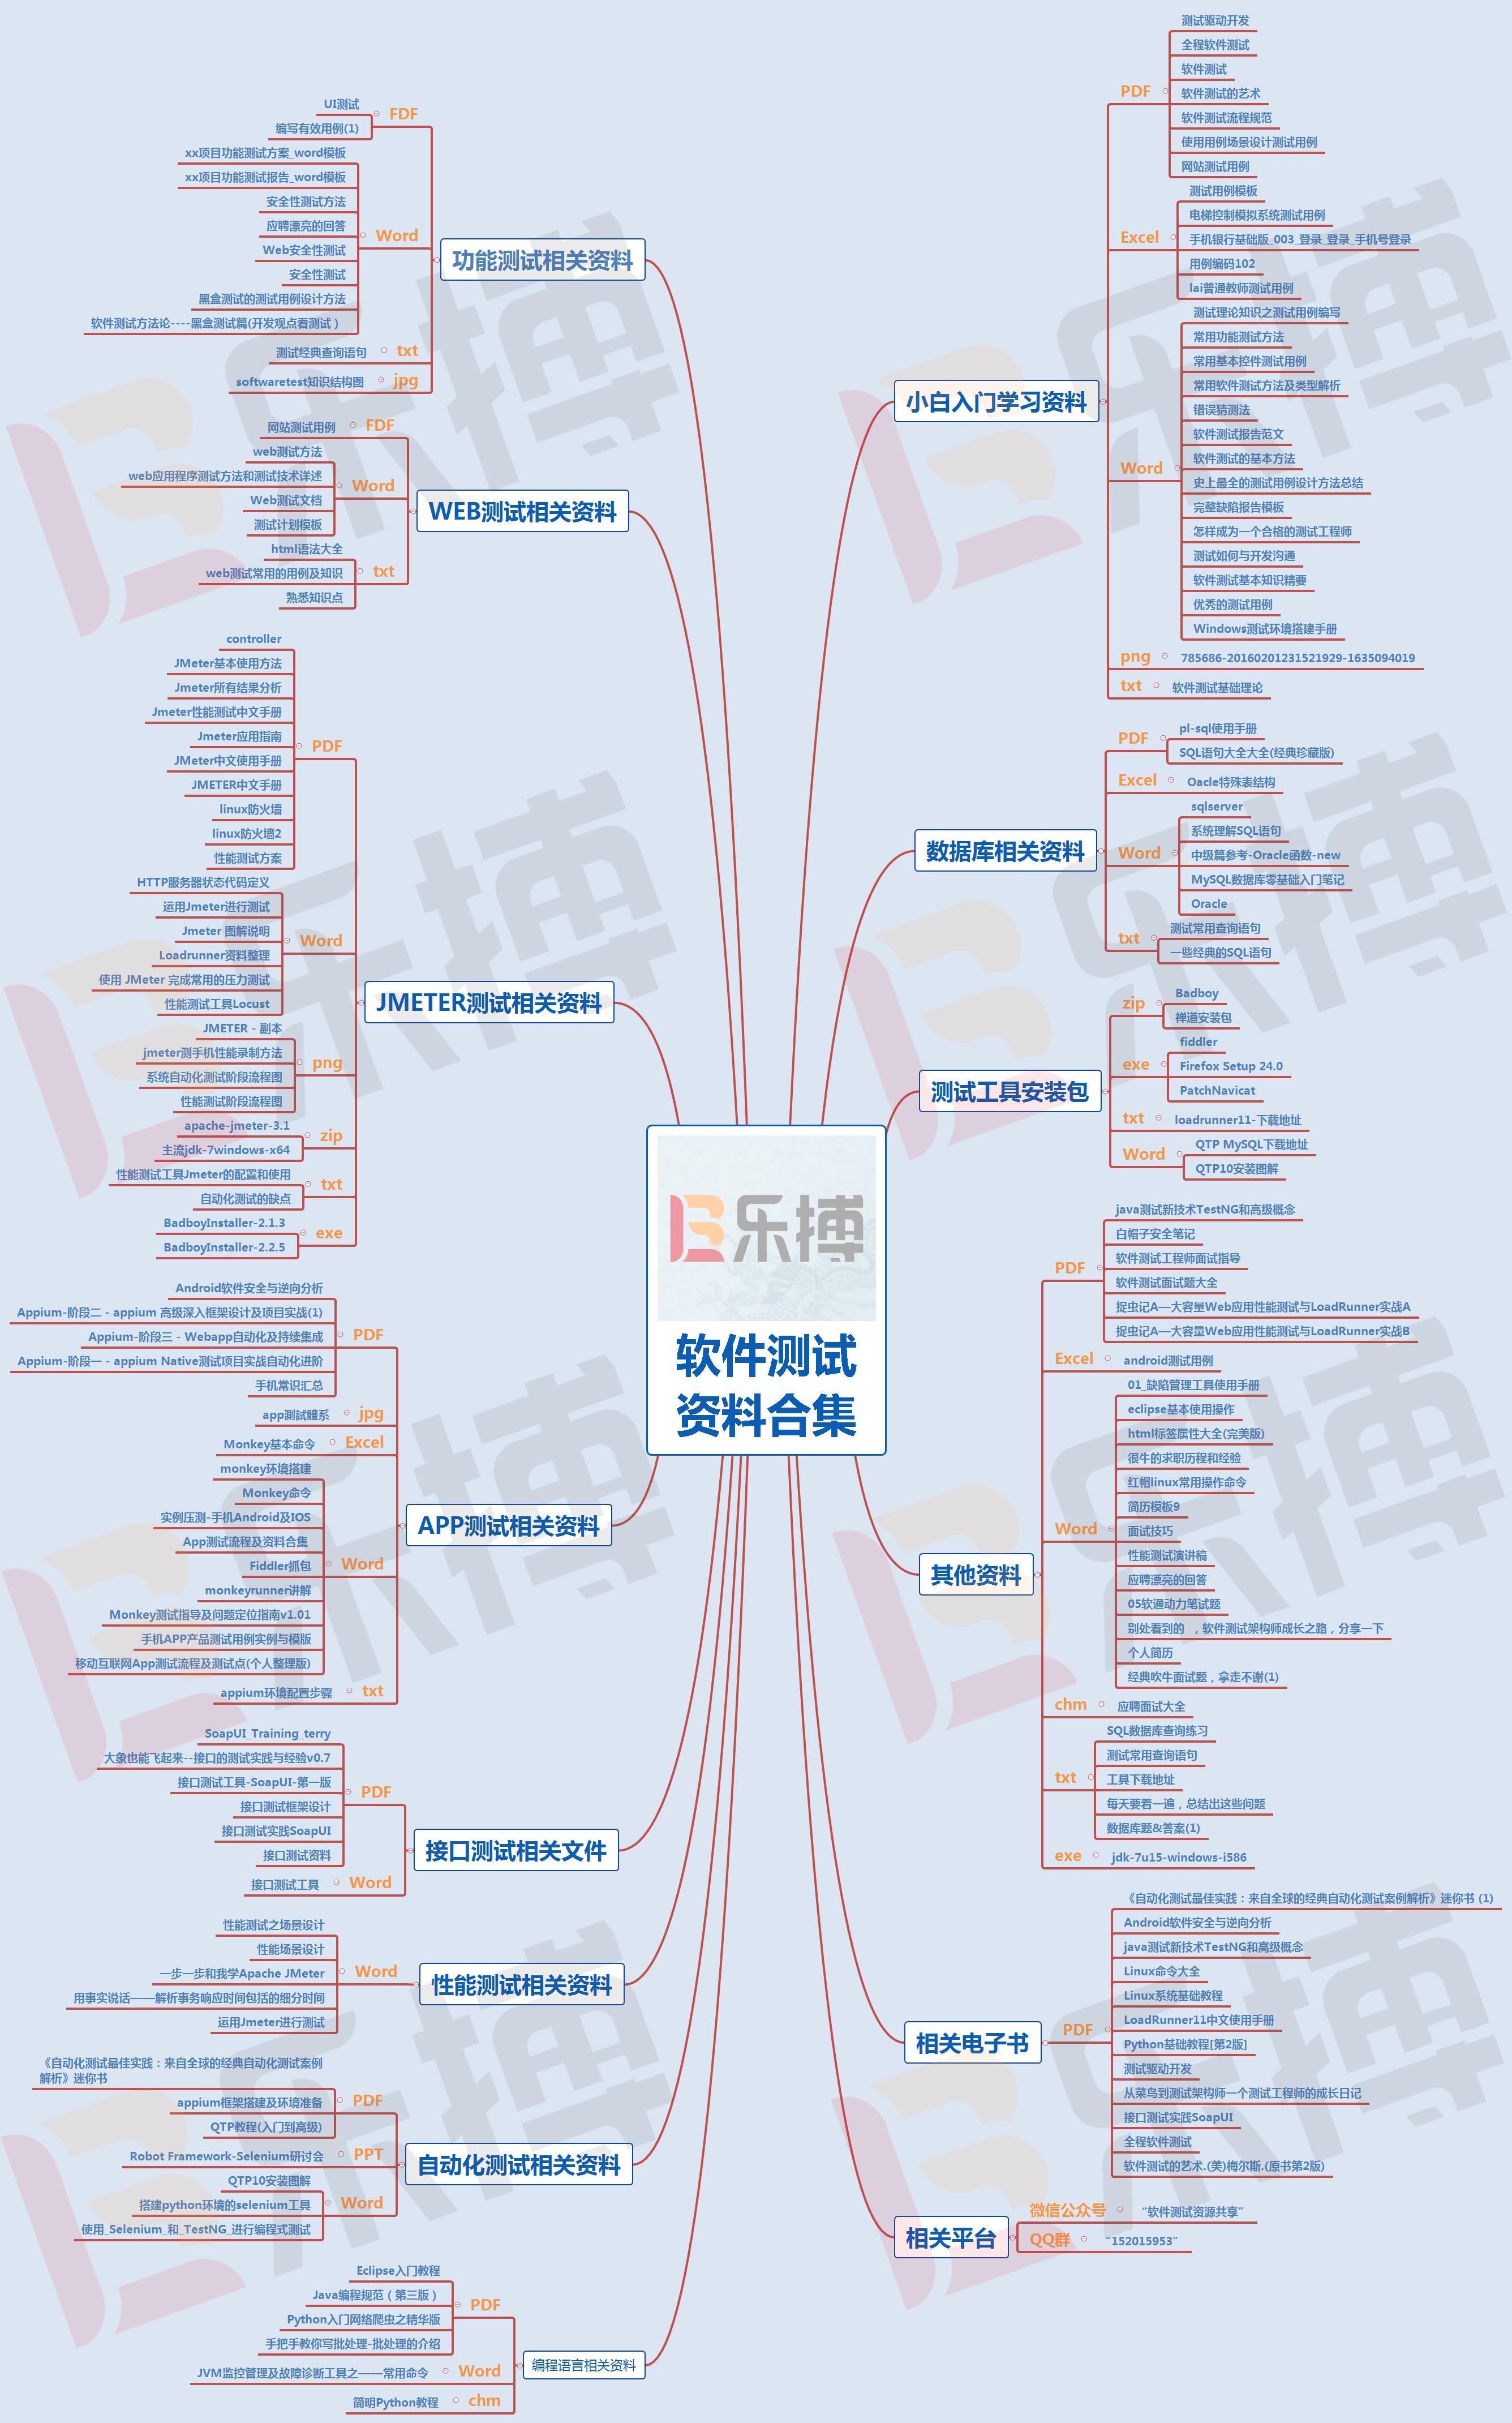 乐搏
软件测试
资料合集
功能测试相关资料
FDF
UI测试
编写有效用例(1)
Word
xx项目功能测试方案_word模板
xx项目功能测试报告_word模板
安全性测试方法
应聘漂亮的回答
Web安全性测试
安全性测试
黑盒测试的测试用例设计方法
软件测试方法论----黑盒测试篇(开发观点看测试）
txt
测试经典查询语句
jpg
softwaretest知识结构图
WEB测试相关资料
FDF
网站测试用例
Word
web测试方法
web应用程序测试方法和测试技术详述
Web测试文档
测试计划模板
txt
html语法大全
web测试常用的用例及知识
熟悉知识点
JMETER测试相关资料
PDF
controller
JMeter基本使用方法
Jmeter所有结果分析
Jmeter性能测试中文手册
Jmeter应用指南
JMeter中文使用手册
JMETER中文手册
linux防火墙
linux防火墙2
性能测试方案
Word
HTTP服务器状态代码定义
运用Jmeter进行测试
Jmeter 图解说明
Loadrunner资料整理
使用 JMeter 完成常用的压力测试
性能测试工具Locust
png
JMETER - 副本
jmeter测手机性能录制方法
系统自动化测试阶段流程图
性能测试阶段流程图
zip
apache-jmeter-3.1
主流jdk-7windows-x64
txt
性能测试工具Jmeter的配置和使用
自动化测试的缺点
exe
BadboyInstaller-2.1.3
BadboyInstaller-2.2.5
APP测试相关资料
PDF
Android软件安全与逆向分析
Appium-阶段二 - appium 高级深入框架设计及项目实战(1)
Appium-阶段三 - Webapp自动化及持续集成
Appium-阶段一 - appium Native测试项目实战自动化进阶
手机常识汇总
jpg
app测试體系
Excel
Monkey基本命令
Word
monkey环境搭建
Monkey命令
实例压测-手机Android及IOS
App测试流程及资料合集
Fiddler抓包
monkeyrunner讲解
Monkey测试指导及问题定位指南v1.01
手机APP产品测试用例实例与模版
移动互联网App测试流程及测试点(个人整理版)
txt
appium环境配置步骤
接口测试相关文件
PDF
SoapUI_Training_terry
大象也能飞起来--接口的测试实践与经验v0.7
接口测试工具-SoapUI-第一版
接口测试框架设计
接口测试实践SoapUI
接口测试资料
Word
接口测试工具
性能测试相关资料
Word
性能测试之场景设计
性能场景设计
一步一步和我学Apache JMeter
用事实说话——解析事务响应时间包括的细分时间
运用Jmeter进行测试
自动化测试相关资料
PDF
《自动化测试最佳实践：来自全球的经典自动化测试案例
解析》迷你书
appium框架搭建及环境准备
QTP教程(入门到高级)
PPT
Robot Framework-Selenium研讨会
Word
QTP10安装图解
搭建python环境的selenium工具
使用_Selenium_和_TestNG_进行编程式测试
编程语言相关资料
PDF
Eclipse入门教程
Java编程规范（第三版）
Python入门网络爬虫之精华版
手把手教你写批处理-批处理的介绍
Word
JVM监控管理及故障诊断工具之——常用命令
chm
简明Python教程
小白入门学习资料
PDF
测试驱动开发
全程软件测试
软件测试
软件测试的艺术
软件测试流程规范
使用用例场景设计测试用例
网站测试用例
Excel
测试用例模板
电梯控制模拟系统测试用例
手机银行基础版_003_登录_登录_手机号登录
用例编码102
lai普通教师测试用例
Word
测试理论知识之测试用例编写
常用功能测试方法
常用基本控件测试用例
常用软件测试方法及类型解析
错误猜测法
软件测试报告范文
软件测试的基本方法
史上最全的测试用例设计方法总结
完整缺陷报告模板
怎样成为一个合格的测试工程师
测试如何与开发沟通
软件测试基本知识精要
优秀的测试用例
Windows测试环境搭建手册
png
785686-20160201231521929-1635094019
txt
软件测试基础理论
数据库相关资料
PDF
pl-sql使用手册
SQL语句大全大全(经典珍藏版)
Excel
Oacle特殊表结构
Word
sqlserver
系统理解SQL语句
中级篇参考-Oracle函数-new
MySQL数据库零基础入门笔记
Oracle
txt
测试常用查询语句
一些经典的SQL语句
测试工具安装包
zip
Badboy
禅道安装包
exe
fiddler
Firefox Setup 24.0
PatchNavicat
txt
loadrunner11-下载地址
Word
QTP MySQL下载地址
QTP10安装图解
其他资料
PDF
java测试新技术TestNG和高级概念
白帽子安全笔记
软件测试工程师面试指导
软件测试面试题大全
捉虫记A—大容量Web应用性能测试与LoadRunner实战A
捉虫记A—大容量Web应用性能测试与LoadRunner实战B
Excel
android测试用例
Word
01_缺陷管理工具使用手册
eclipse基本使用操作
html标签属性大全(完美版)
很牛的求职历程和经验
红帽linux常用操作命令
简历模板9
面试技巧
性能测试演讲稿
应聘漂亮的回答
05软通动力笔试题
别处看到的 ，软件测试架构师成长之路，分享一下
个人简历
经典吹牛面试题，拿走不谢(1)
chm
应聘面试大全
txt
SQL数据库查询练习
测试常用查询语句
工具下载地址
每天要看一遍，总结出这些问题
数据库题&答案(1)
exe
jdk-7u15-windows-i586
相关电子书
PDF
《自动化测试最佳实践：来自全球的经典自动化测试案例解析》迷你书 (1)
Android软件安全与逆向分析
java测试新技术TestNG和高级概念
Linux命令大全
Linux系统基础教程
LoadRunner11中文使用手册
Python基础教程[第2版]
测试驱动开发
从菜鸟到测试架构师一个测试工程师的成长日记
接口测试实践SoapUI
全程软件测试
软件测试的艺术.(美)梅尔斯.(原书第2版)
相关平台
微信公众号
“软件测试资源共享”
QQ群
“152015953”